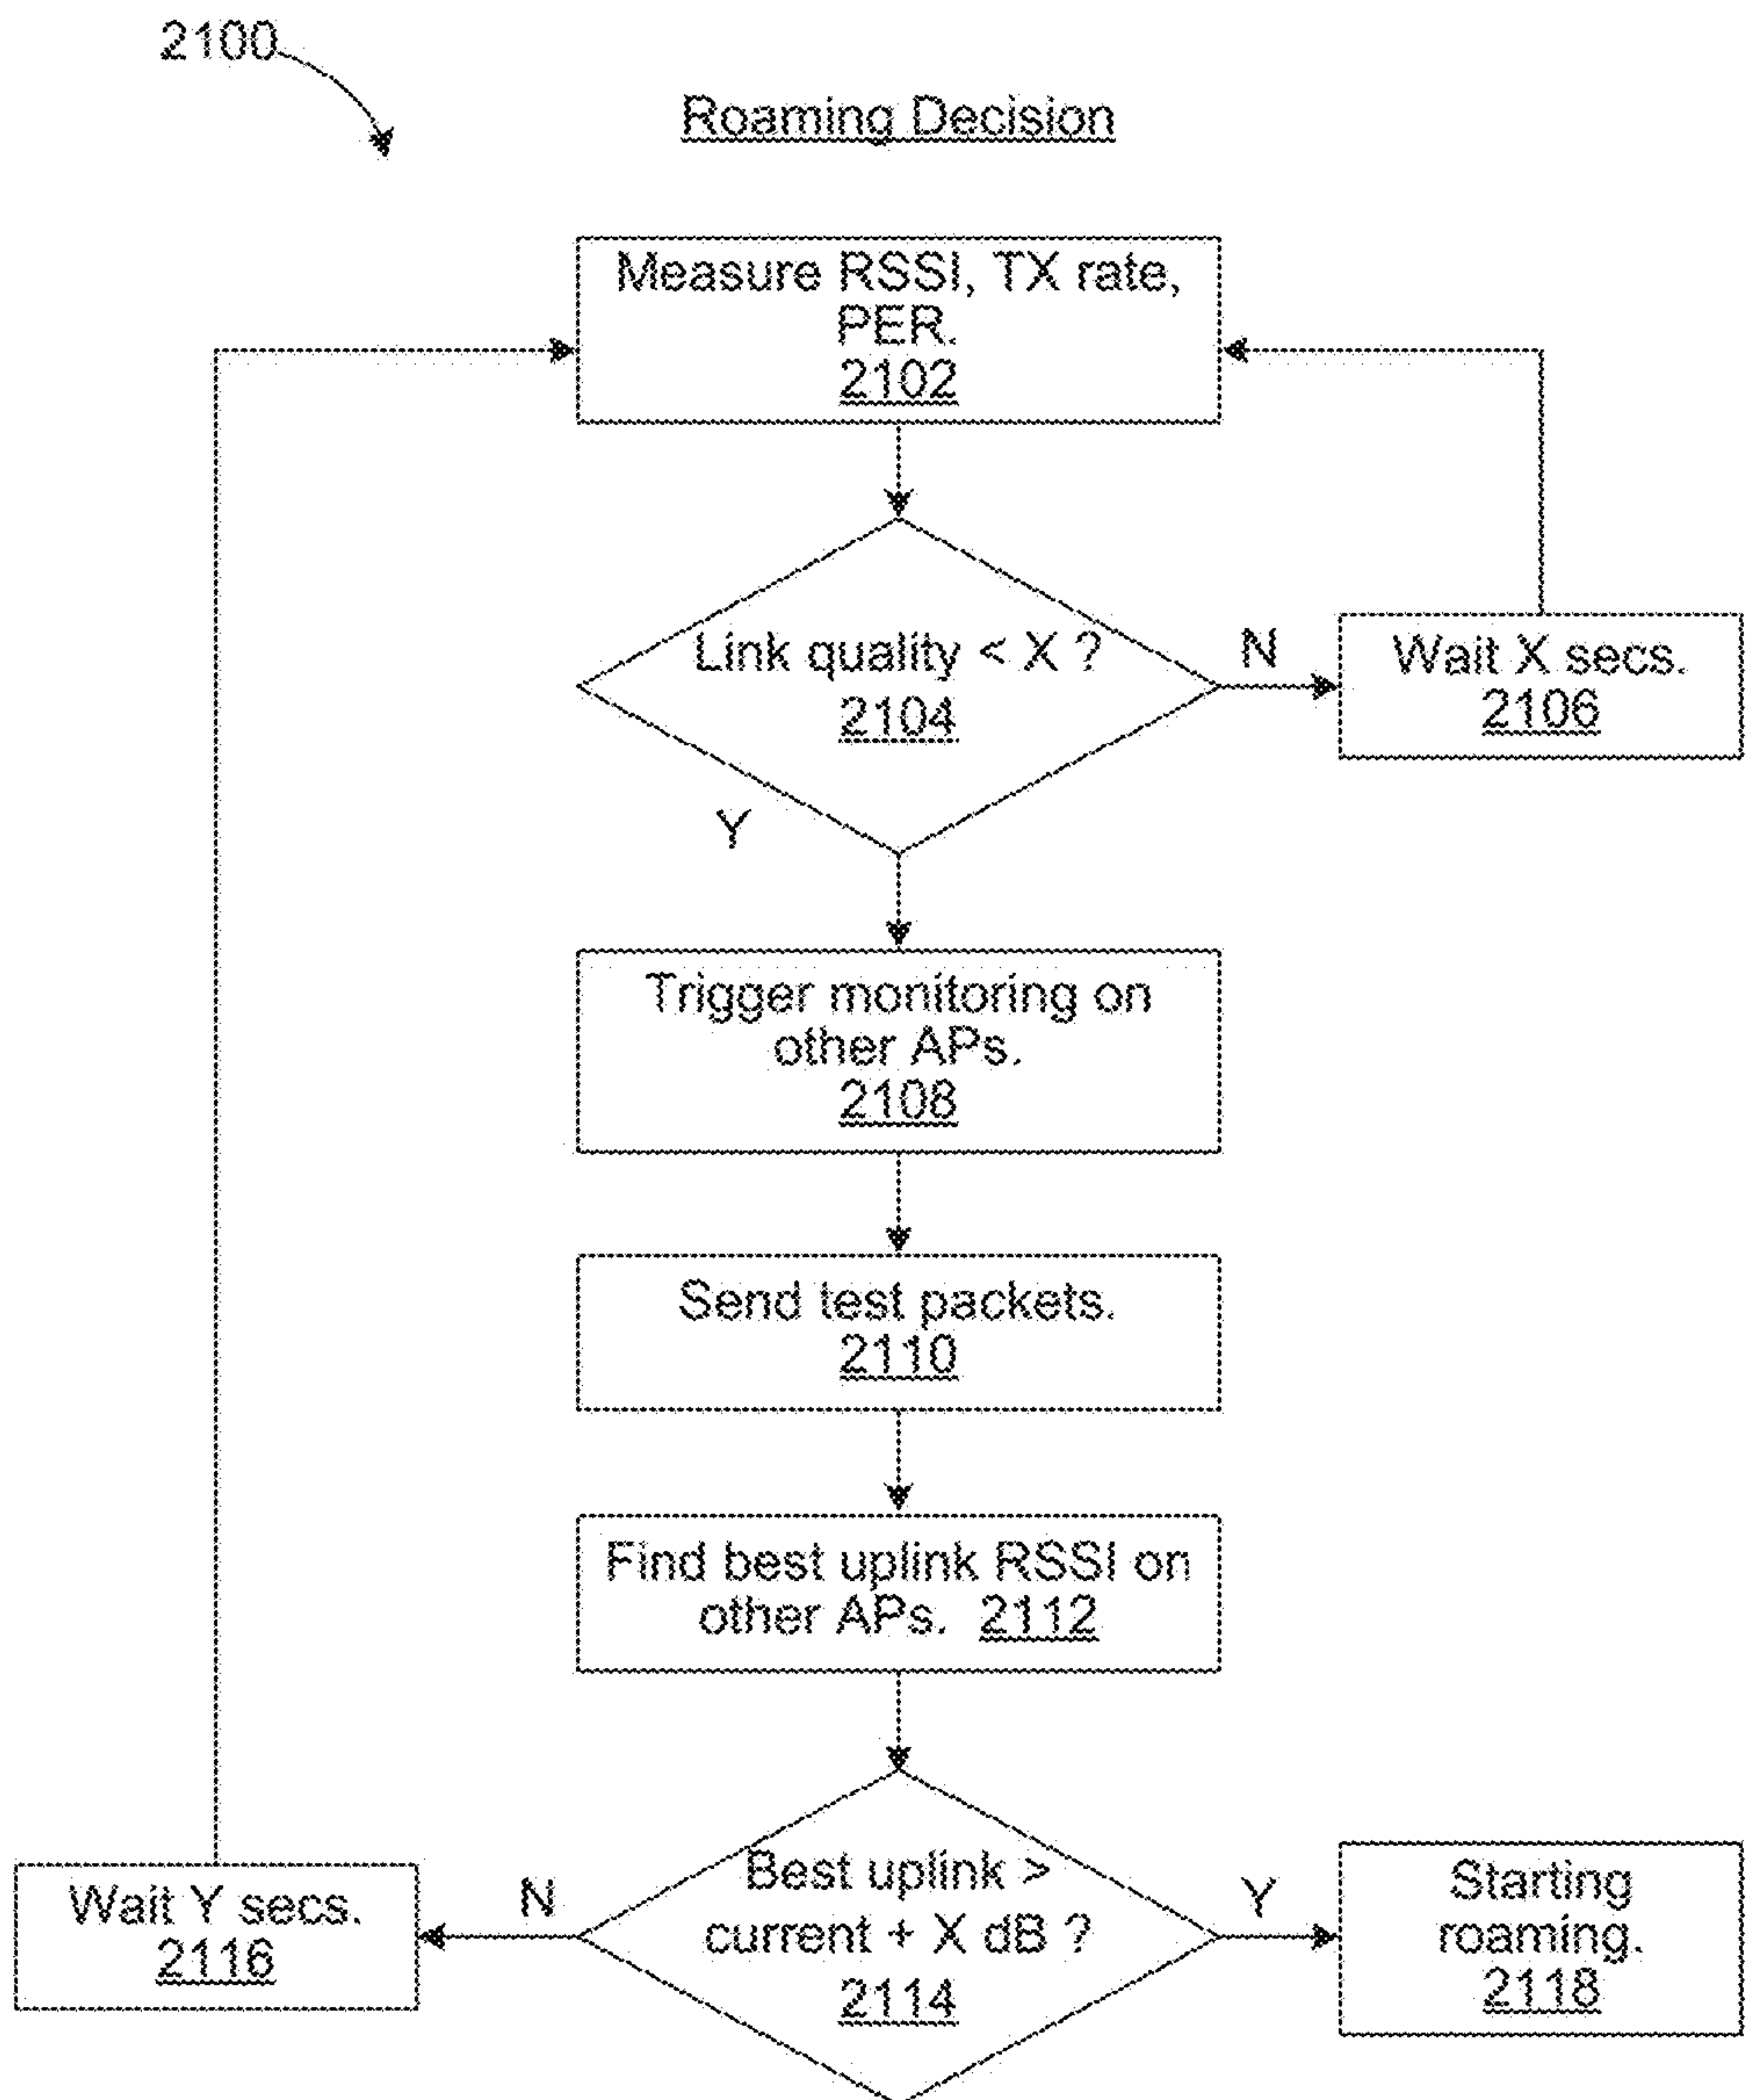 2100
Roaming Decision
Measure RSSI, TX rate,
PER.
2102
Link quality < X ?
2104
N
Wait X secs.
2106
Y
Trigger monitoring on
other APs.
2108
Send test packets.
2110
Find best uplink RSSI on
other APs. 2112
Best uplink >
current + X dB ?
2114
N
Wait Y secs.
2116
Y
Starting
roaming.
2118